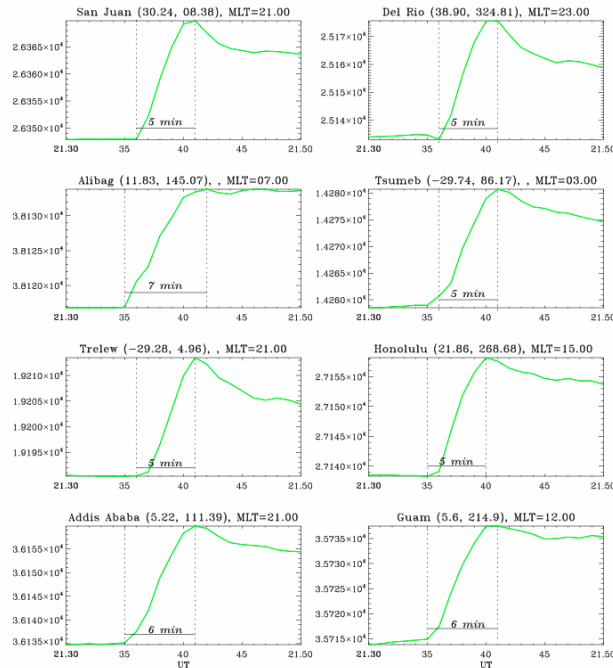 San Juan (30.24, 08.38), MLT=21.00
2.6365×10⁴
2.6360×10⁴
2.6355×10⁴
2.6350×10⁴
5 min
21.30 35 40 45 21.50
Del Rio (38.90, 324.81), MLT=23.00
2.517×10⁴
2.516×10⁴
2.515×10⁴
2.514×10⁴
5 min
21.30 35 40 45 21.50
Alibag (11.83, 145.07), , MLT=07.00
3.8130×10⁴
3.8125×10⁴
3.8120×10⁴
7 min
21.30 35 40 45 21.50
Tsumeb (−29.74, 86.17), , MLT=03.00
1.4280×10⁴
1.4275×10⁴
1.4270×10⁴
1.4265×10⁴
1.4260×10⁴
5 min
21.30 35 40 45 21.50
Trelew (−29.28, 4.96), , MLT=21.00
1.9210×10⁴
1.9205×10⁴
1.9200×10⁴
1.9195×10⁴
5 min
21.30 35 40 45 21.50
Honolulu (21.86, 268.68), MLT=15.00
2.7155×10⁴
2.7150×10⁴
2.7145×10⁴
2.7140×10⁴
5 min
21.30 35 40 45 21.50
Addis Ababa (5.22, 111.39), MLT=21.00
3.6155×10⁴
3.6150×10⁴
3.6145×10⁴
3.6140×10⁴
3.6135×10⁴
6 min
21.30 35 40 45 21.50
UT
Guam (5.6, 214.9), MLT=12.00
3.5735×10⁴
3.5730×10⁴
3.5725×10⁴
3.5720×10⁴
3.5715×10⁴
6 min
21.30 35 40 45 21.50
UT